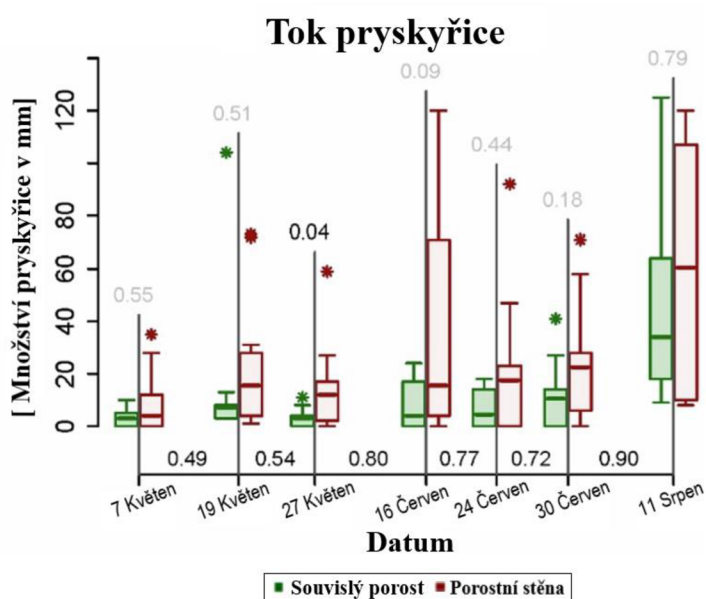 Tok pryskyřice
[ Množství pryskyřice v mm]
120
80
60
40
20
0
0.55
0.51
0.04
0.09
0.44
0.18
0.79
0.49
0.54
0.80
0.77
0.72
0.90
7 Květen
19 Květen
27 Květen
16 Červen
24 Červen
30 Červen
11 Srpen
Datum
Souvislý porost
Porostní stěna